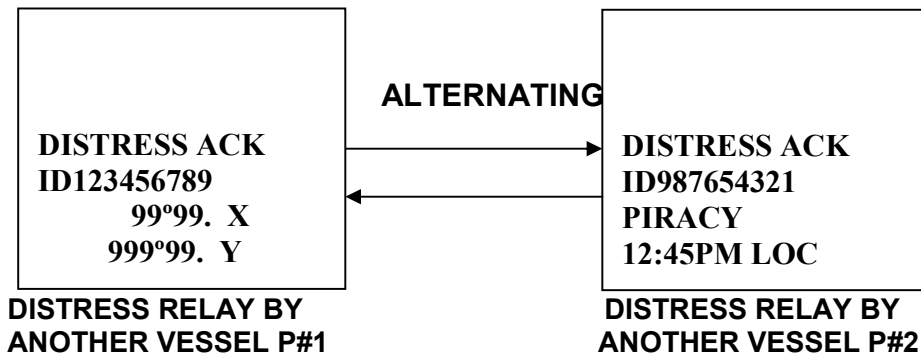 ALTERNATING
DISTRESS ACK
ID123456789
99º99. X
999º99. Y
DISTRESS ACK
ID987654321
PIRACY
12:45PM LOC
DISTRESS RELAY BY
ANOTHER VESSEL P#1
DISTRESS RELAY BY
ANOTHER VESSEL P#2